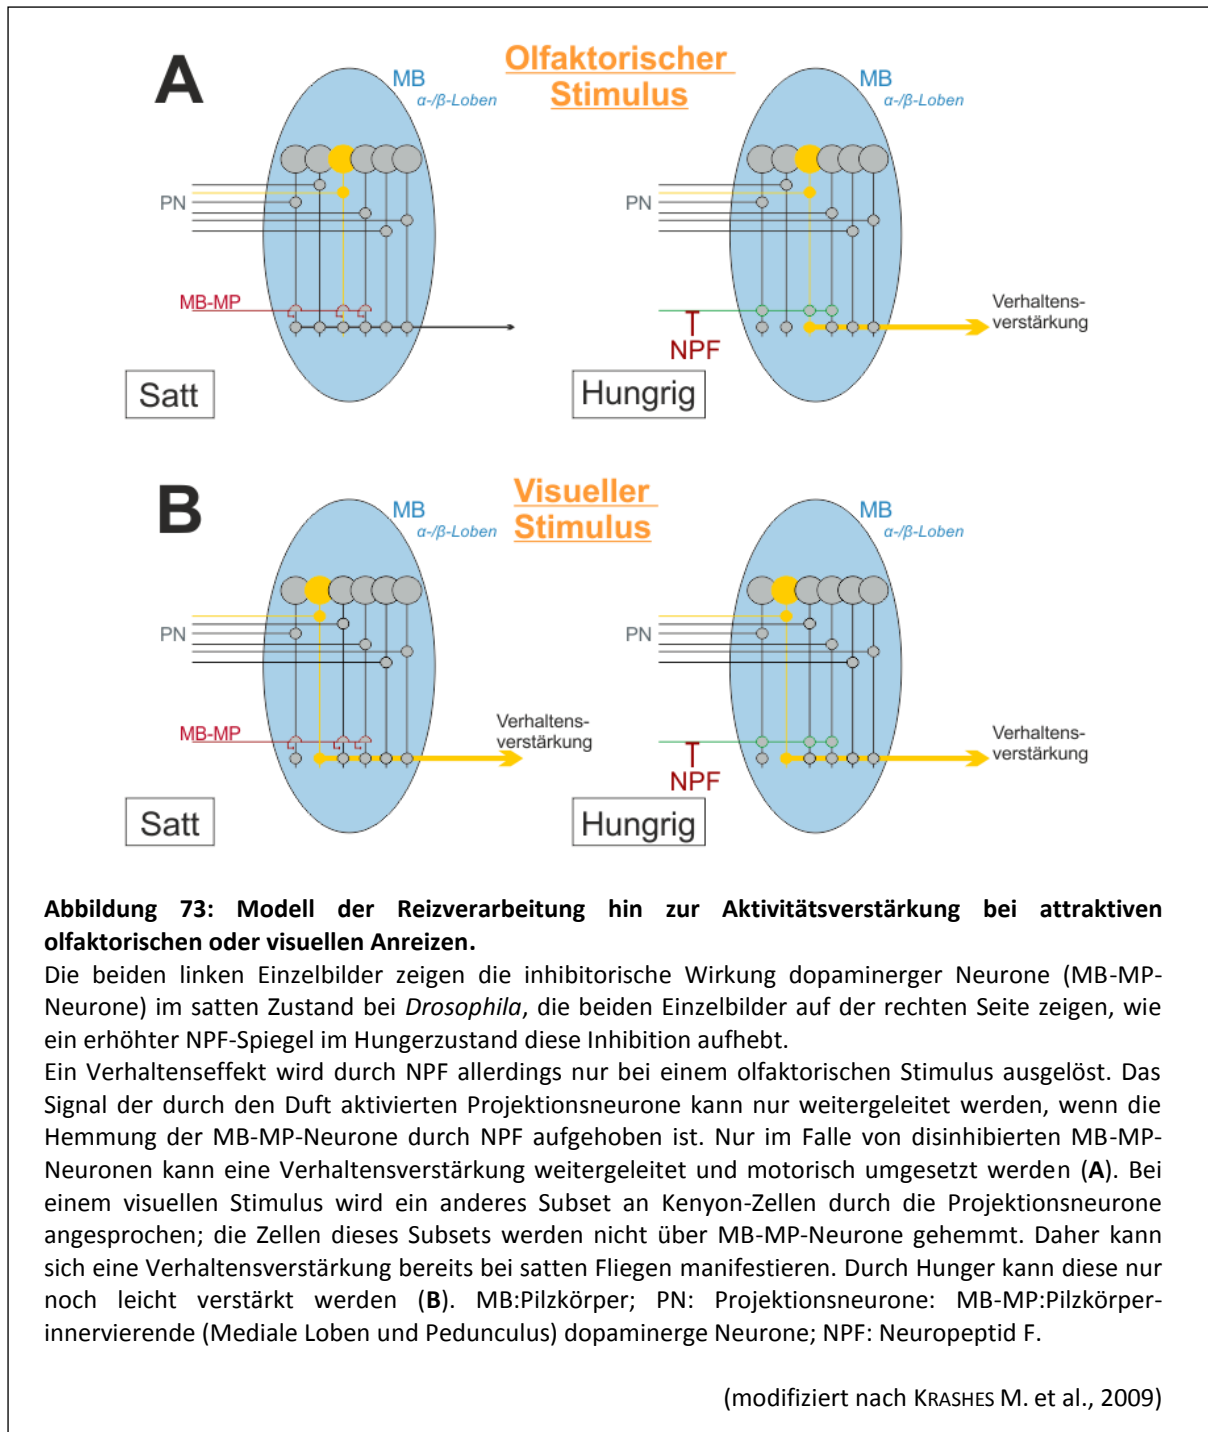 A
Olfaktorischer
Stimulus
MB
α-/β-Loben
PN
MB-MP
Satt
MB
α-/β-Loben
PN
NPF
Hungrig
Verhaltens-
verstärkung
B
Visueller
Stimulus
MB
α-/β-Loben
PN
MB-MP
Verhaltens-
verstärkung
Satt
MB
α-/β-Loben
PN
NPF
Hungrig
Verhaltens-
verstärkung
Abbildung 73: Modell der Reizverarbeitung hin zur Aktivitätsverstärkung bei attraktiven
olfaktorischen oder visuellen Anreizen.
Die beiden linken Einzelbilder zeigen die inhibitorische Wirkung dopaminerger Neurone (MB-MP-
Neurone) im satten Zustand bei Drosophila, die beiden Einzelbilder auf der rechten Seite zeigen, wie
ein erhöhter NPF-Spiegel im Hungerzustand diese Inhibition aufhebt.
Ein Verhaltenseffekt wird durch NPF allerdings nur bei einem olfaktorischen Stimulus ausgelöst. Das
Signal der durch den Duft aktivierten Projektionsneurone kann nur weitergeleitet werden, wenn die
Hemmung der MB-MP-Neurone durch NPF aufgehoben ist. Nur im Falle von disinhibierten MB-MP-
Neuronen kann eine Verhaltensverstärkung weitergeleitet und motorisch umgesetzt werden (A). Bei
einem visuellen Stimulus wird ein anderes Subset an Kenyon-Zellen durch die Projektionsneurone
angesprochen; die Zellen dieses Subsets werden nicht über MB-MP-Neurone gehemmt. Daher kann
sich eine Verhaltensverstärkung bereits bei satten Fliegen manifestieren. Durch Hunger kann diese nur
noch leicht verstärkt werden (B). MB:Pilzkörper; PN: Projektionsneurone: MB-MP:Pilzkörper-
innervierende (Mediale Loben und Pedunculus) dopaminerge Neurone; NPF: Neuropeptid F.
(modifiziert nach KRASHES M. et al., 2009)